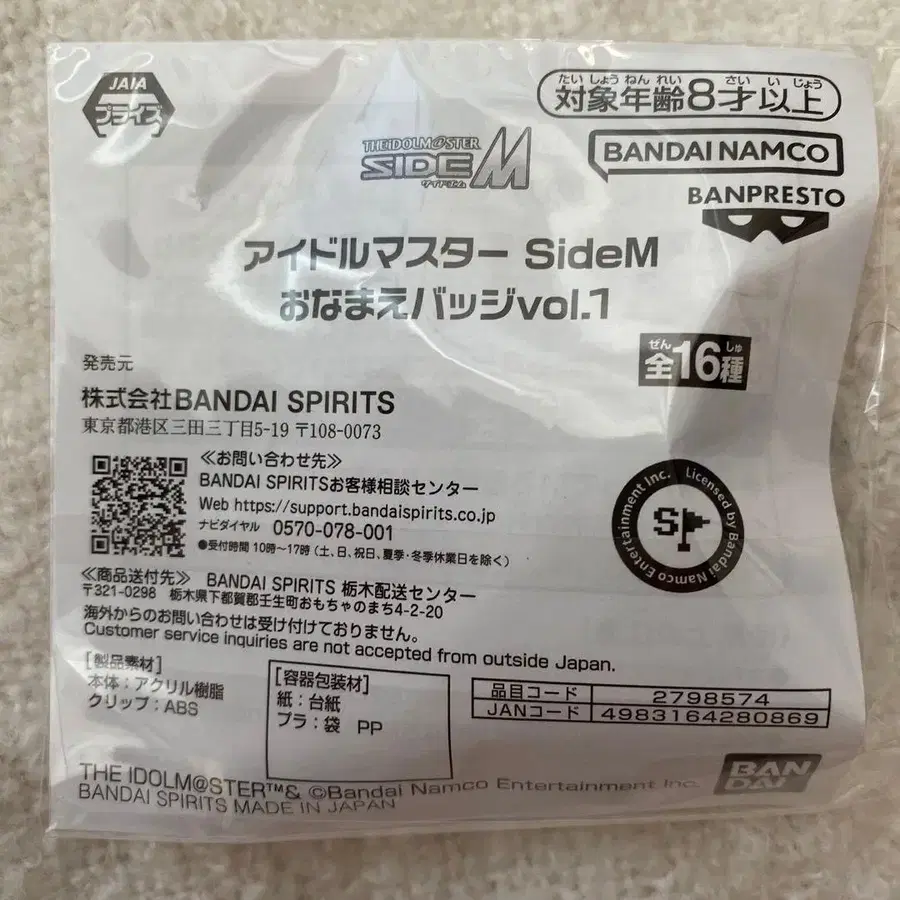 JAIA
プライズ
たいしょうねんれい さいいじょう
対象年齢8才以上
THE IDOLM@STER
SIDE M
サイドエム
BANDAI NAMCO
BANPRESTO
アイドルマスター SideM
おなまえバッジvol.1
ぜん しゅ
全16種
発売元
株式会社BANDAI SPIRITS
東京都港区三田三丁目5-19 〒108-0073
≪お問い合わせ先≫
BANDAI SPIRITSお客様相談センター
Web https://support.bandaispirits.co.jp
ナビダイヤル 0570-078-001
●受付時間 10時〜17時(土、日、祝日、夏季・冬季休業日を除く)
Licensed by Bandai Namco Entertainment Inc.
S
≪商品送付先≫ BANDAI SPIRITS 栃木配送センター
〒321-0298 栃木県下都賀郡壬生町おもちゃのまち4-2-20
海外からのお問い合わせは受け付けておりません。
Customer service inquiries are not accepted from outside Japan.
[製品素材]
本体:アクリル樹脂
クリップ:ABS
[容器包装材]
紙:台紙
プラ:袋 PP
品目コード 2798574
JANコード 4983164280869
THE IDOLM@STER™& ©Bandai Namco Entertainment Inc.
BANDAI SPIRITS MADE IN JAPAN
BAN
DAI